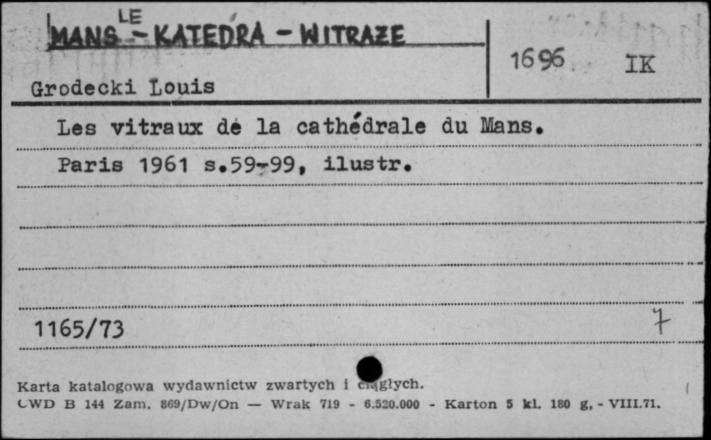 MANS LE - KATEDRA - WITRAZE
1696 IK
Grodecki Louis
Les vitraux de la cathédrale du Mans.
Paris 1961 s.59-99, ilustr.
1165/73 7
Karta katalogowa wydawnictw zwartych i ciągłych.
CWD B 144 Zam. 869/Dw/On — Wrak 719 - 6.520.000 - Karton 5 kl. 180 g, - VIII.71.